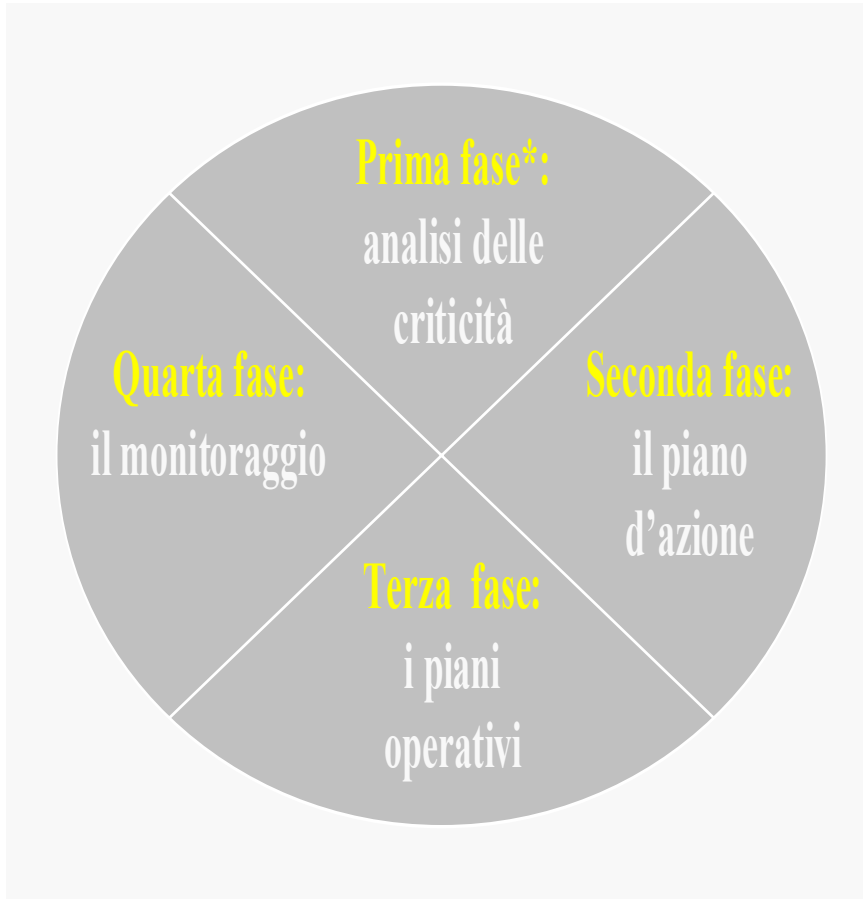 Prima fase*:
analisi delle
criticità
Seconda fase:
il piano
d’azione
Terza fase:
i piani
operativi
Quarta fase:
il monitoraggio